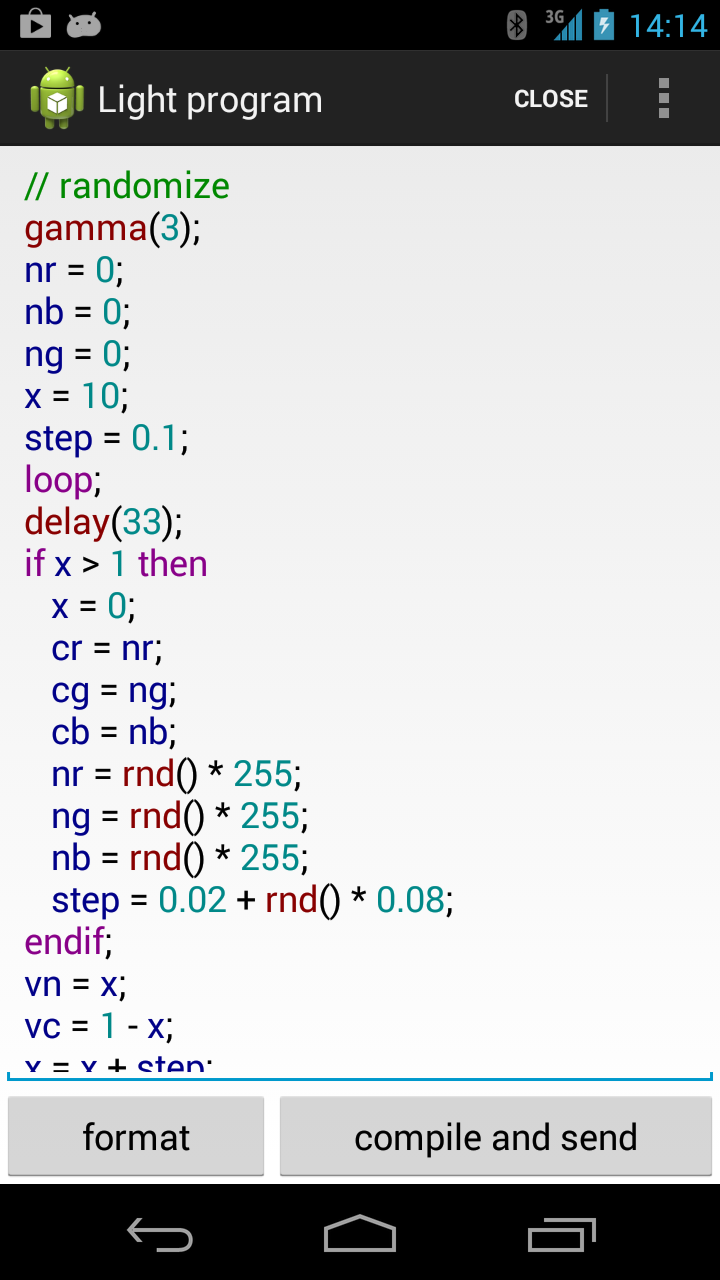 3G 14:14
Light program CLOSE
// randomize
gamma(3);
nr = 0;
nb = 0;
ng = 0;
x = 10;
step = 0.1;
loop;
delay(33);
if x > 1 then
x = 0;
cr = nr;
cg = ng;
cb = nb;
nr = rnd() * 255;
ng = rnd() * 255;
nb = rnd() * 255;
step = 0.02 + rnd() * 0.08;
endif;
vn = x;
vc = 1 - x;
x = x + step;
format compile and send